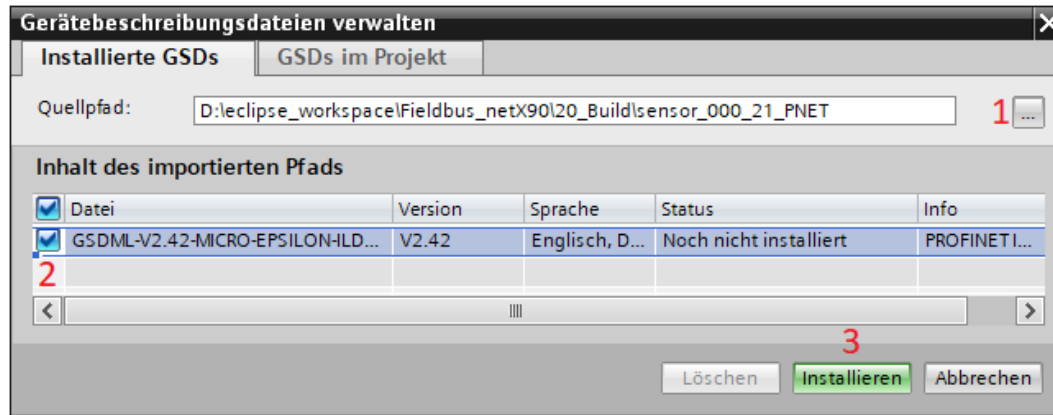 Gerätebeschreibungsdateien verwalten
Installierte GSDs GSDs im Projekt
Quellpfad: D:\eclipse_workspace\Fieldbus_netX90\20_Build\sensor_000_21_PNET 1 ...
Inhalt des importierten Pfads
Datei Version Sprache Status Info
GSDML-V2.42-MICRO-EPSILON-ILD... V2.42 Englisch, D... Noch nicht installiert PROFINET I...
2
3
Löschen Installieren Abbrechen